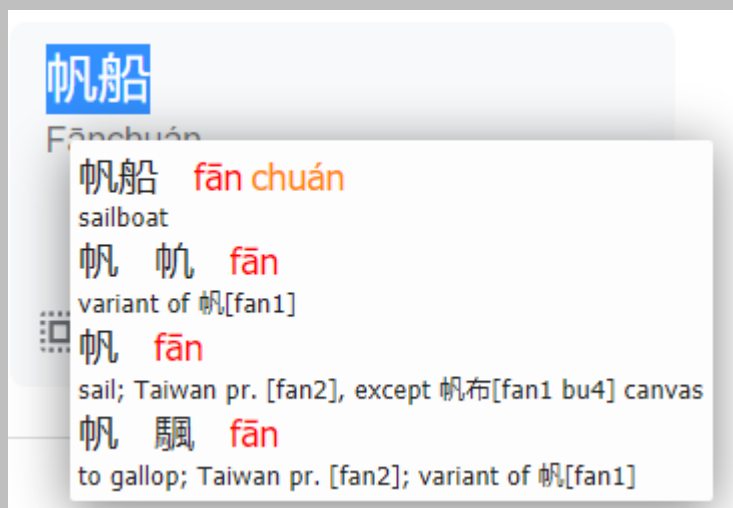 帆船
Fānchuán
帆船 fān chuán
sailboat
帆 㠶 fān
variant of 帆[fan1]
帆 fān
sail; Taiwan pr. [fan2], except 帆布[fan1 bu4] canvas
帆 颿 fān
to gallop; Taiwan pr. [fan2]; variant of 帆[fan1]